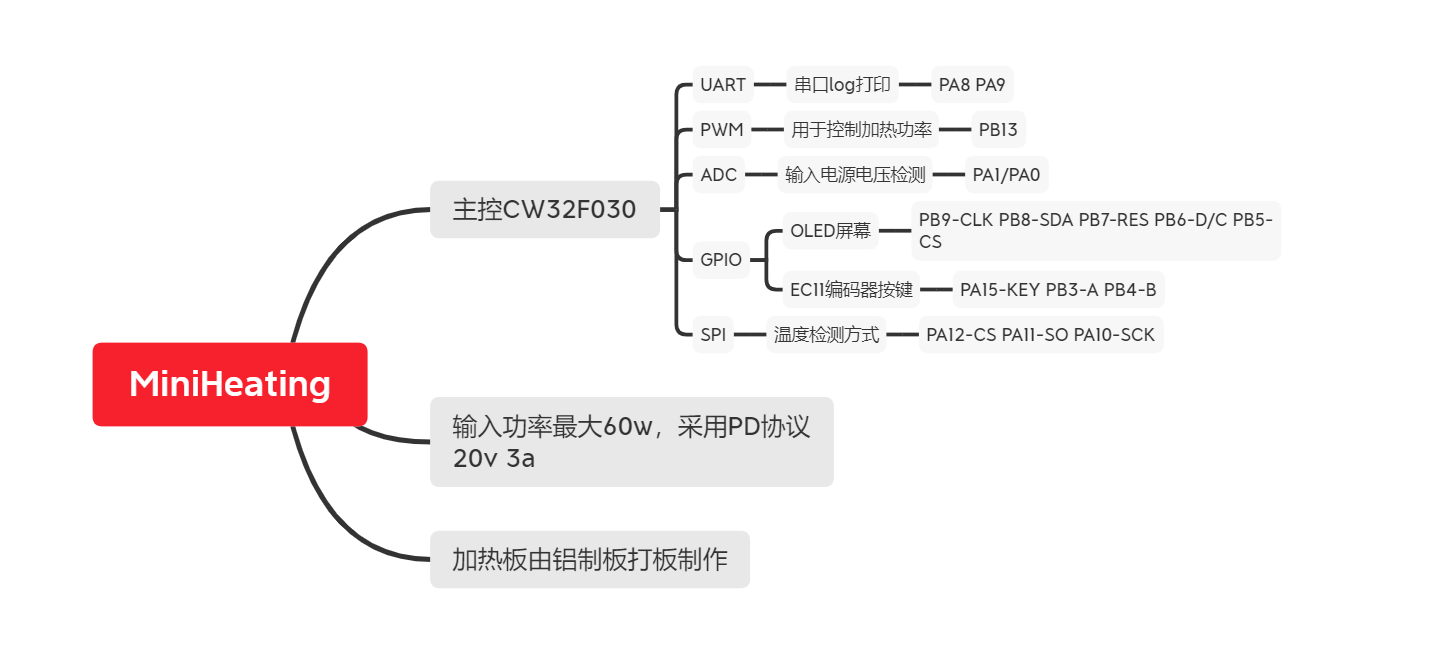 UART
串口log打印
PA8 PA9
PWM
用于控制加热功率
PB13
ADC
输入电源电压检测
PA1/PA0
主控CW32F030
GPIO
OLED屏幕
PB9-CLK PB8-SDA PB7-RES PB6-D/C PB5-
CS
EC11编码器按键
PA15-KEY PB3-A PB4-B
SPI
温度检测方式
PA12-CS PA11-SO PA10-SCK
MiniHeating
输入功率最大60w，采用PD协议
20v 3a
加热板由铝制板打板制作